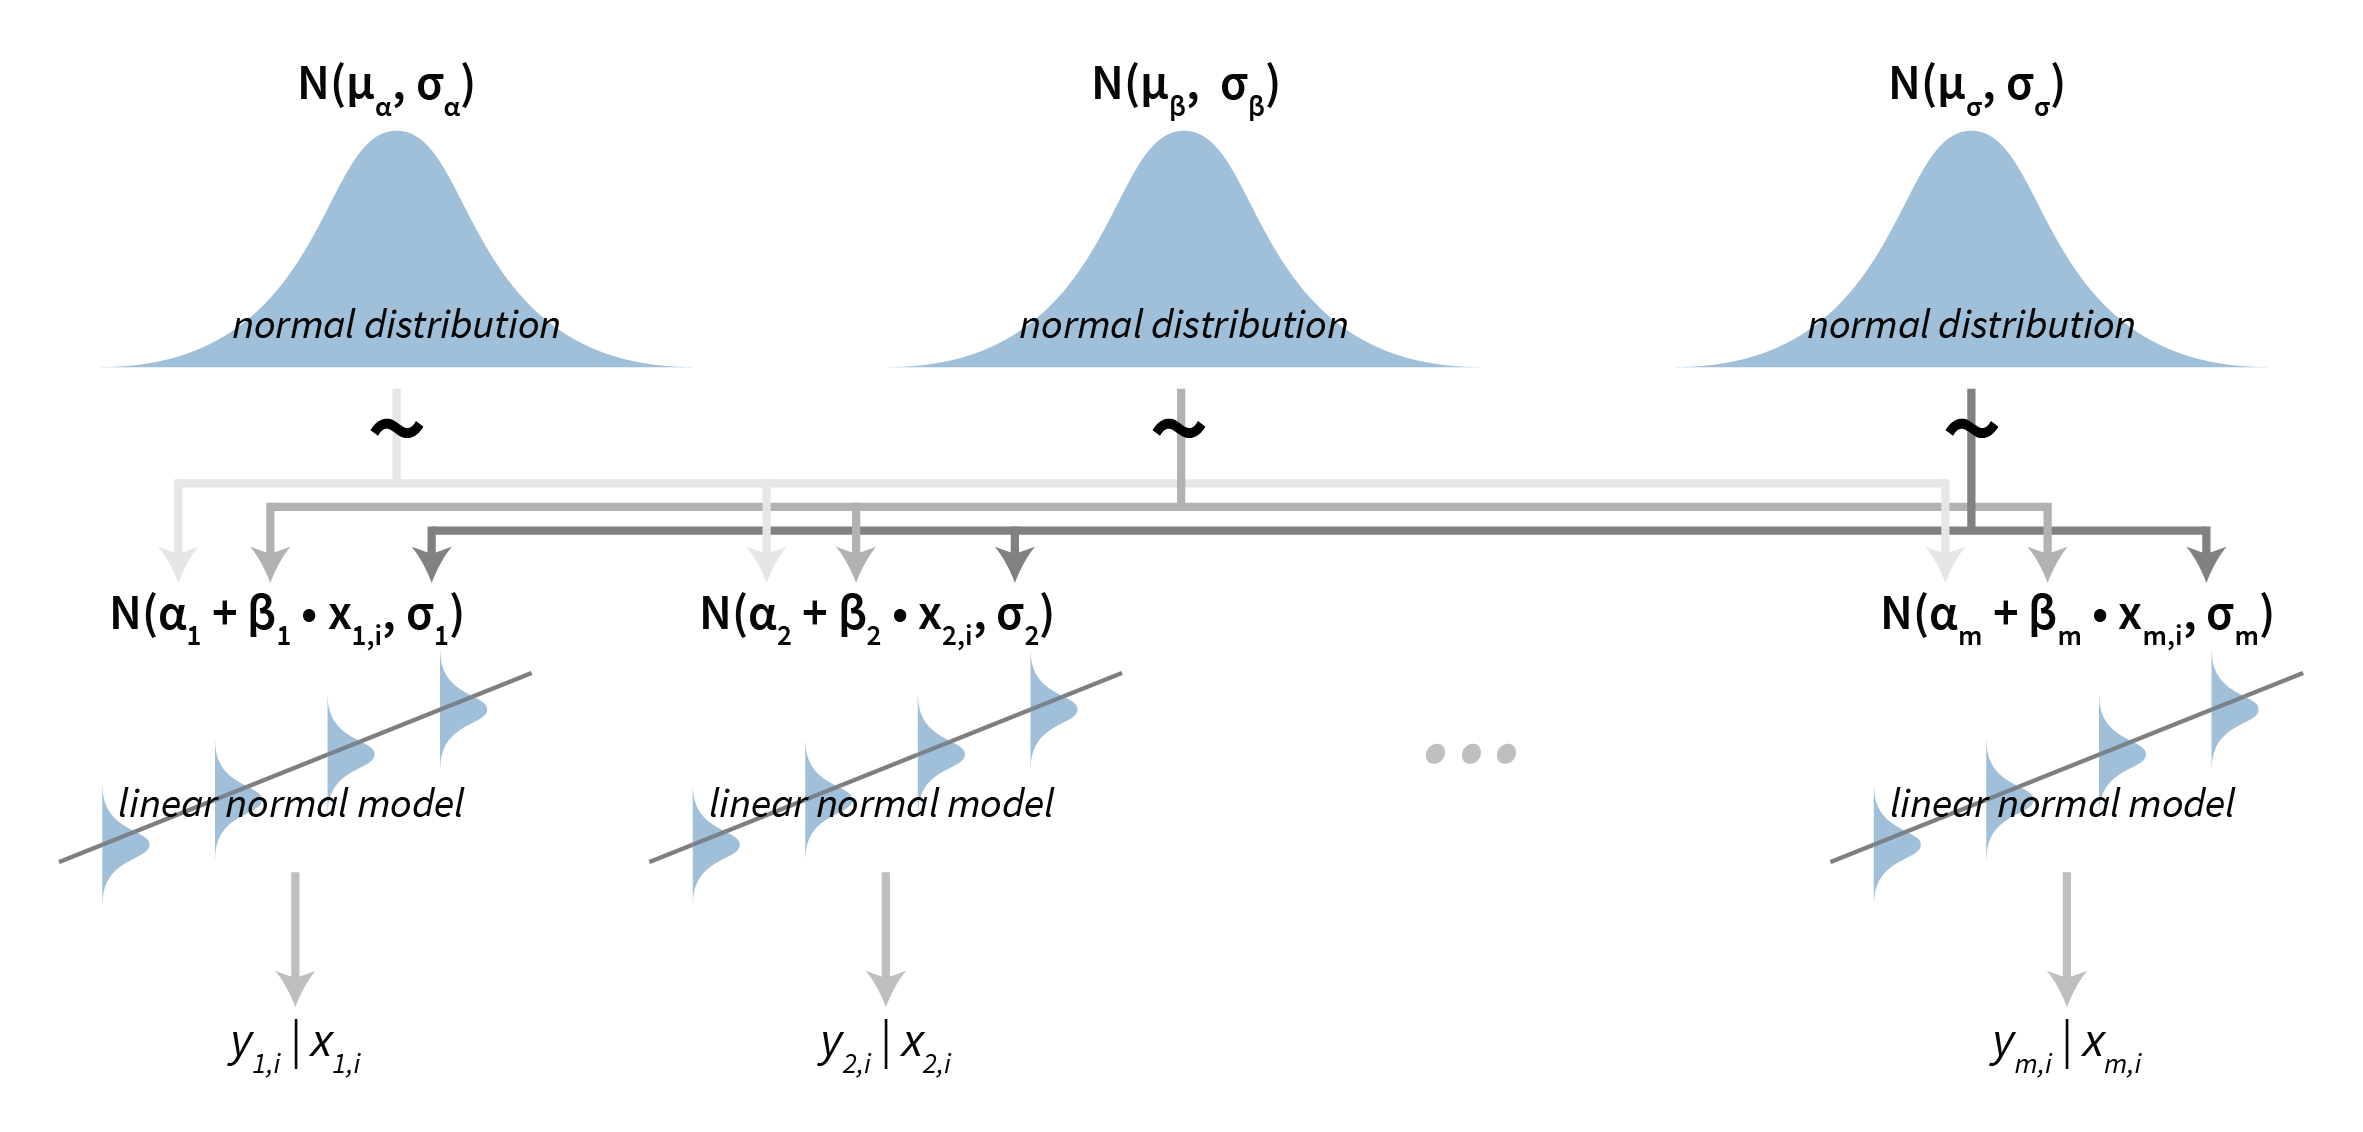 N(μα, σα)
N(μβ, σβ)
N(μσ, σσ)
normal distribution
normal distribution
normal distribution
~
~
~
N(α1 + β1 • x1,i, σ1)
N(α2 + β2 • x2,i, σ2)
N(αm + βm • xm,i, σm)
linear normal model
linear normal model
...
linear normal model
y1,i | x1,i
y2,i | x2,i
ym,i | xm,i